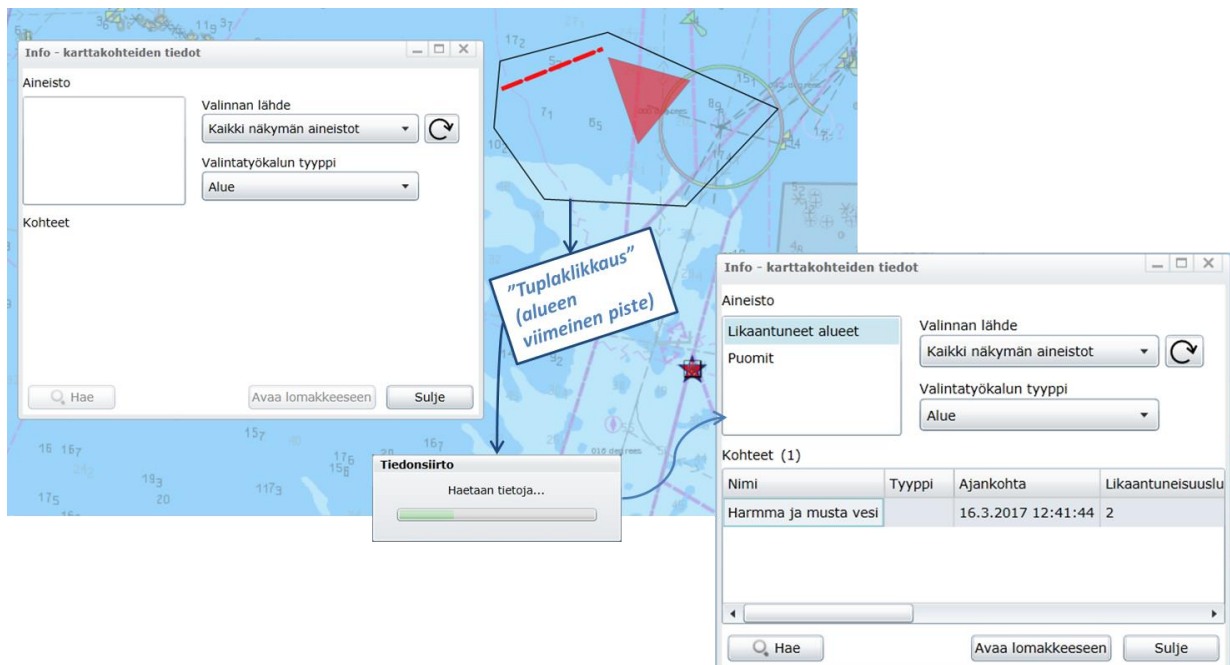 Info - karttakohteiden tiedot
Aineisto
Valinnan lähde
Kaikki näkymän aineistot
Valintatyökalun tyyppi
Alue
Kohteet
Hae
Avaa lomakkeeseen
Sulje
"Tuplaklikkaus"
(alueen
viimeinen piste)
Tiedonsiirto
Haetaan tietoja...
Info - karttakohteiden tiedot
Aineisto
Likaantuneet alueet
Puomit
Valinnan lähde
Kaikki näkymän aineistot
Valintatyökalun tyyppi
Alue
Kohteet (1)
Nimi Tyyppi Ajankohta Likaantuneisuuslu
Harmma ja musta vesi 16.3.2017 12:41:44 2
Hae
Avaa lomakkeeseen
Sulje